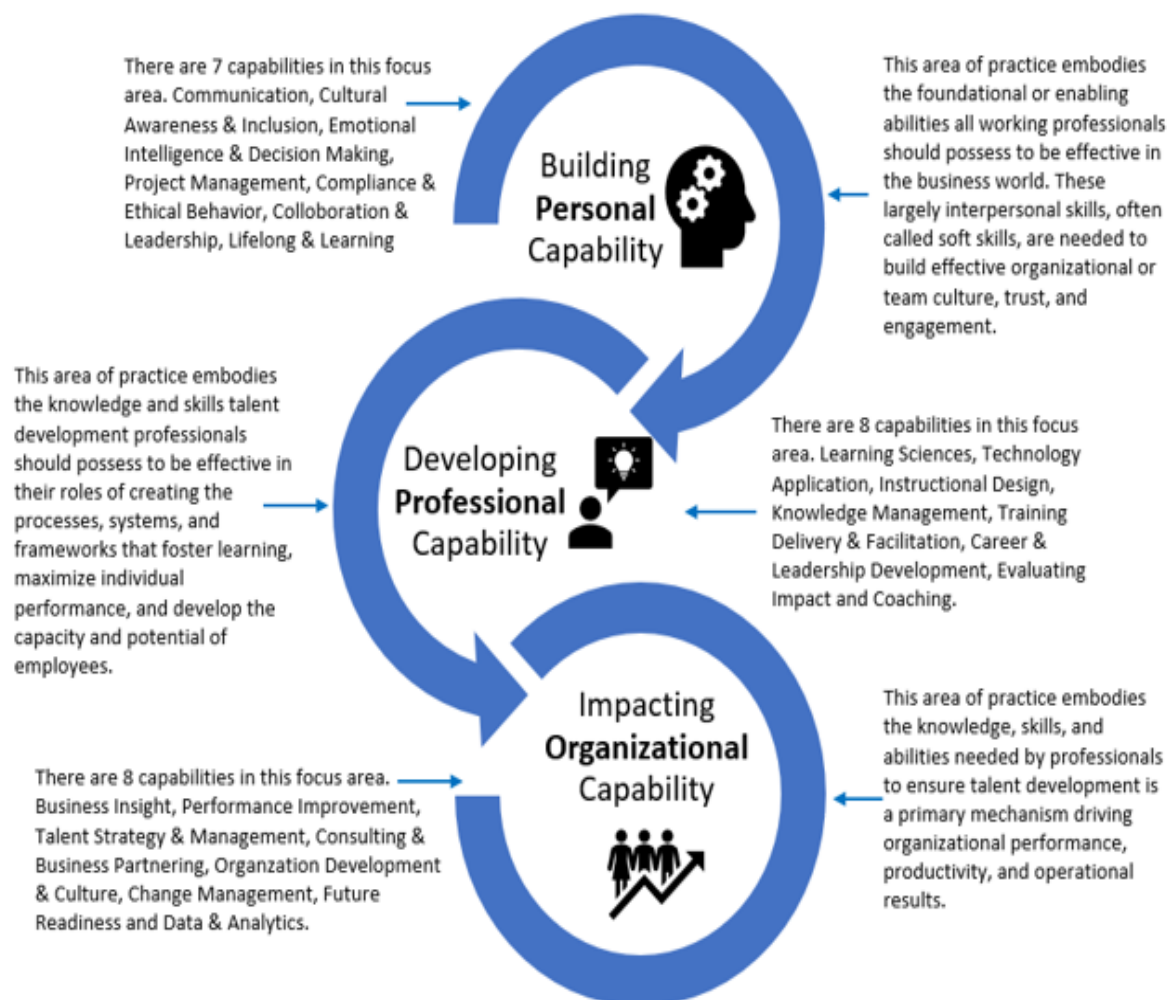 There are 7 capabilities in this focus
area. Communication, Cultural
Awareness & Inclusion, Emotional
Intelligence & Decision Making,
Project Management, Compliance &
Ethical Behavior, Colloboration &
Leadership, Lifelong & Learning
Building
Personal
Capability
This area of practice embodies
the foundational or enabling
abilities all working professionals
should possess to be effective in
the business world. These
largely interpersonal skills, often
called soft skills, are needed to
build effective organizational or
team culture, trust, and
engagement.
This area of practice embodies
the knowledge and skills talent
development professionals
should possess to be effective in
their roles of creating the
processes, systems, and
frameworks that foster learning,
maximize individual
performance, and develop the
capacity and potential of
employees.
Developing
Professional
Capability
There are 8 capabilities in this focus
area. Learning Sciences, Technology
Application, Instructional Design,
Knowledge Management, Training
Delivery & Facilitation, Career &
Leadership Development, Evaluating
Impact and Coaching.
There are 8 capabilities in this focus area.
Business Insight, Performance Improvement,
Talent Strategy & Management, Consulting &
Business Partnering, Organzation Development
& Culture, Change Management, Future
Readiness and Data & Analytics.
Impacting
Organizational
Capability
This area of practice embodies
the knowledge, skills, and
abilities needed by professionals
to ensure talent development is
a primary mechanism driving
organizational performance,
productivity, and operational
results.